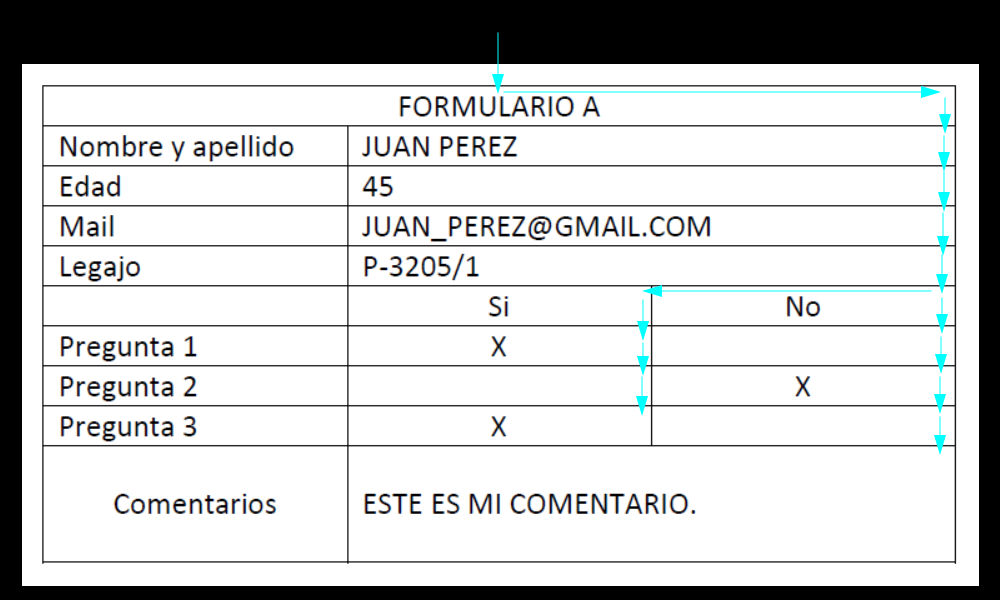 FORMULARIO A
Nombre y apellido JUAN PEREZ
Edad 45
Mail JUAN_PEREZ@GMAIL.COM
Legajo P-3205/1
Si No
Pregunta 1 X
Pregunta 2 X
Pregunta 3 X
Comentarios ESTE ES MI COMENTARIO.